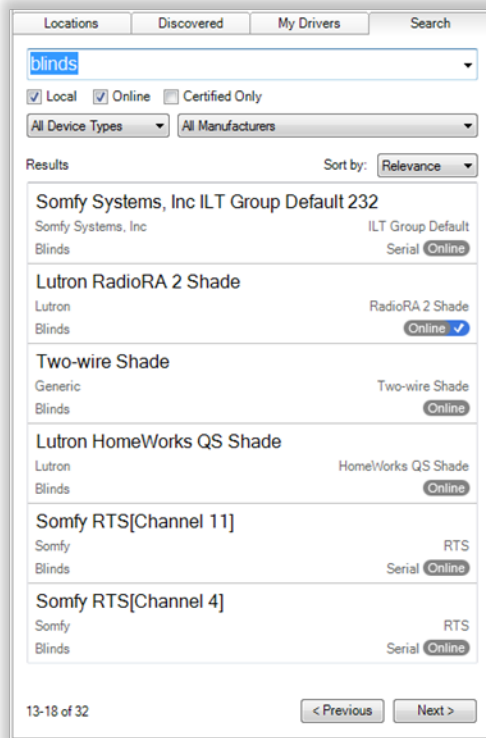 Locations Discovered My Drivers Search
blinds
Local Online Certified Only
All Device Types All Manufacturers
Results Sort by: Relevance
Somfy Systems, Inc ILT Group Default 232
Somfy Systems, Inc ILT Group Default
Blinds Serial Online
Lutron RadioRA 2 Shade
Lutron RadioRA 2 Shade
Blinds Online
Two-wire Shade
Generic Two-wire Shade
Blinds Online
Lutron HomeWorks QS Shade
Lutron HomeWorks QS Shade
Blinds Online
Somfy RTS[Channel 11]
Somfy RTS
Blinds Serial Online
Somfy RTS[Channel 4]
Somfy RTS
Blinds Serial Online
13-18 of 32 < Previous Next >